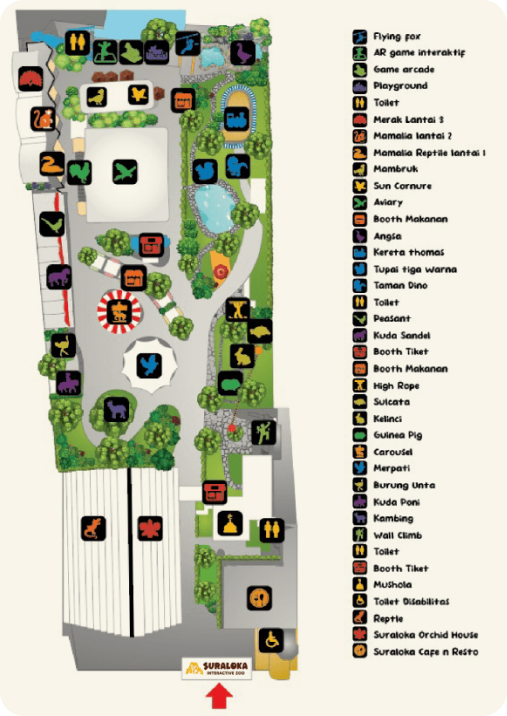 Flying fox
AR game interaktif
Game arcade
Playground
Toilet
Merak Lantai 3
Mamalia lantai 2
Mamalia Reptile lantai 1
Mambruk
Sun Cornure
Aviary
Booth Makanan
Angsa
Kereta thomas
Tupai tiga warna
Taman Dino
Toilet
Peasant
Kuda Sandel
Booth Tiket
Booth Makanan
High Rope
Sulcata
Kelinci
Guinea Pig
Carousel
Merpati
Burung Unta
Kuda Poni
Kambing
Wall Climb
Toilet
Booth Tiket
Mushola
Toilet Disabilitas
Reptile
Suraloka Orchid House
Suraloka Cafe n Resto
SURALOKA
INTERACTIVE ZOO